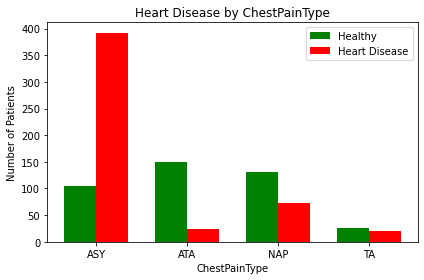 Heart Disease by ChestPainType
Healthy
Heart Disease
Number of Patients
400
350
300
250
200
150
100
50
0
ASY
ATA
NAP
TA
ChestPainType